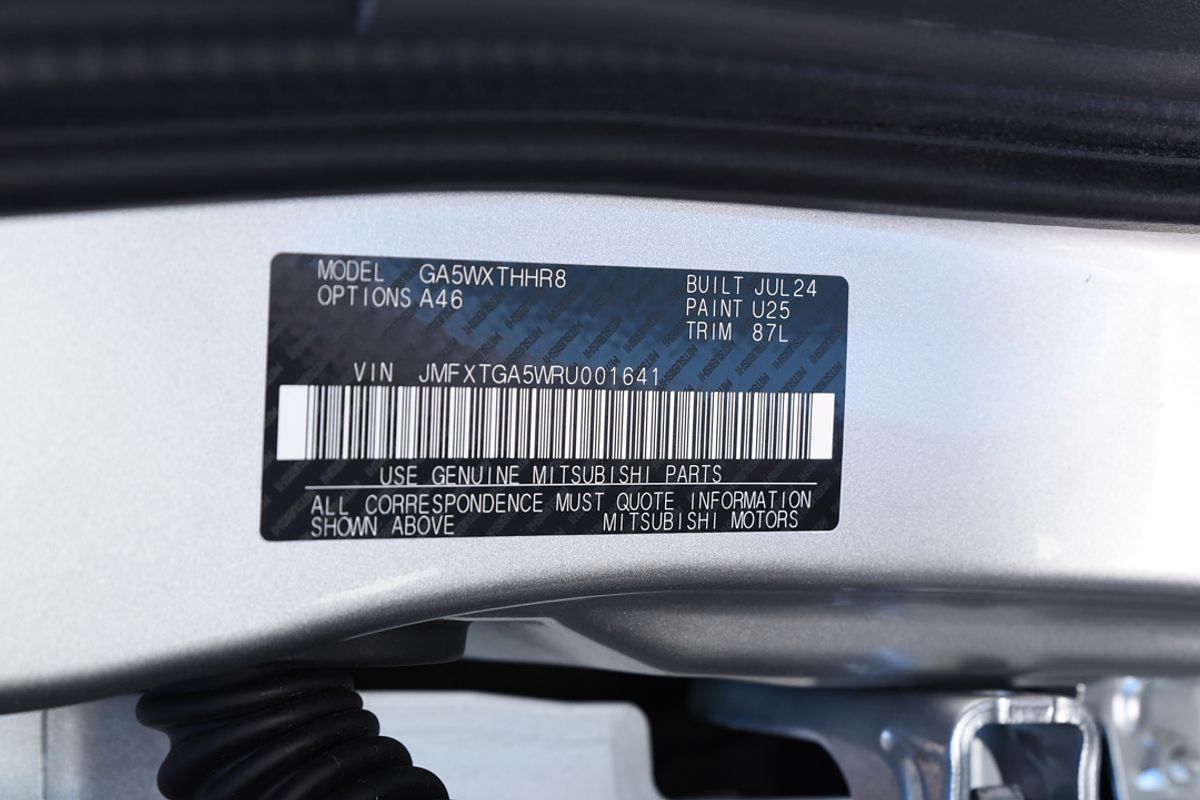 MODEL GA5WXTHHR8
OPTIONS A46
BUILT JUL24
PAINT U25
TRIM 87L
VIN JMFXTGA5WRU001641
USE GENUINE MITSUBISHI PARTS
ALL CORRESPONDENCE MUST QUOTE INFORMATION
SHOWN ABOVE MITSUBISHI MOTORS